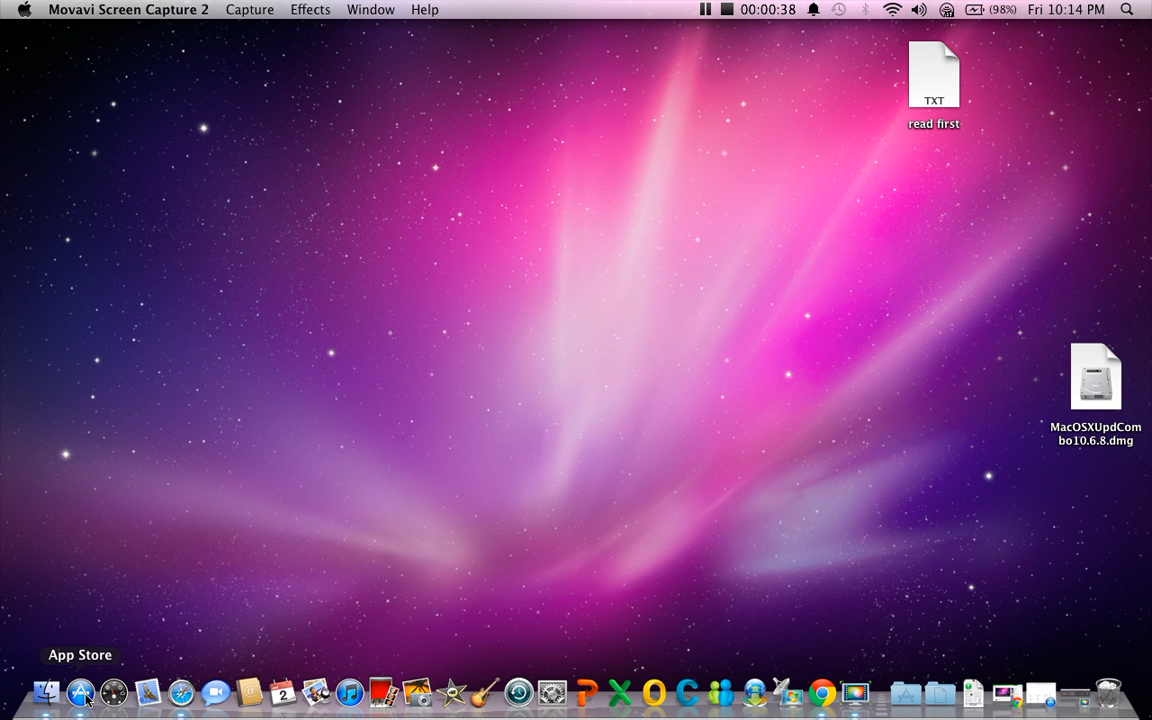 Movavi Screen Capture 2 Capture Effects Window Help 00:00:38 (98%) Fri 10:14 PM
TXT
read first
MacOSXUpdCom
bo10.6.8.dmg
App Store
2